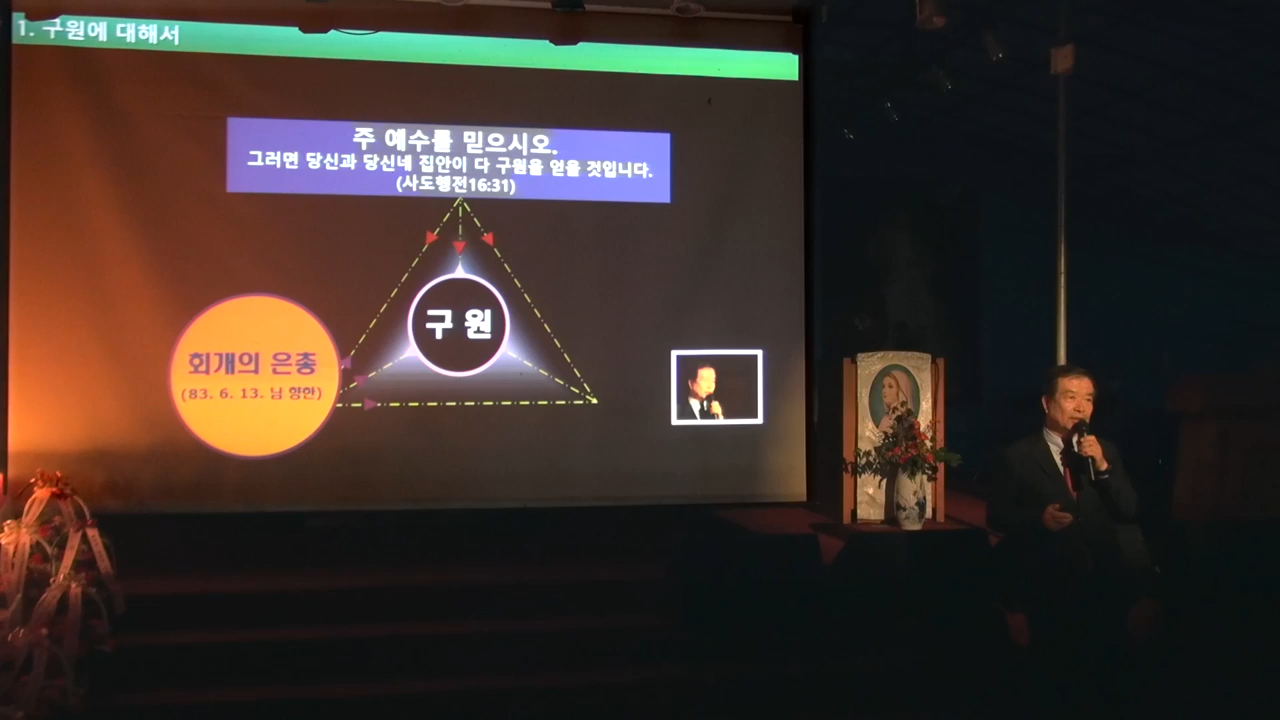 1. 구원에 대해서
주 예수를 믿으시오.
그러면 당신과 당신네 집안이 다 구원을 얻을 것입니다.
(사도행전16:31)
구 원
회개의 은총
(83. 6. 13. 님 향한)